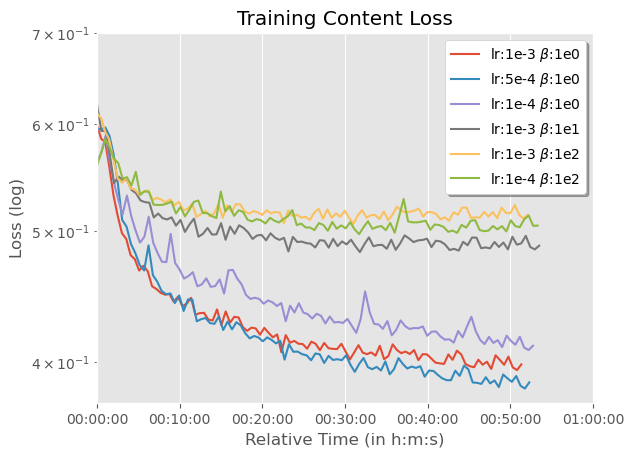 Training Content Loss
Loss (log)
7 × 10⁻¹
6 × 10⁻¹
5 × 10⁻¹
4 × 10⁻¹
lr:1e-3 β:1e0
lr:5e-4 β:1e0
lr:1e-4 β:1e0
lr:1e-3 β:1e1
lr:1e-3 β:1e2
lr:1e-4 β:1e2
00:00:00 00:10:00 00:20:00 00:30:00 00:40:00 00:50:00 01:00:00
Relative Time (in h:m:s)